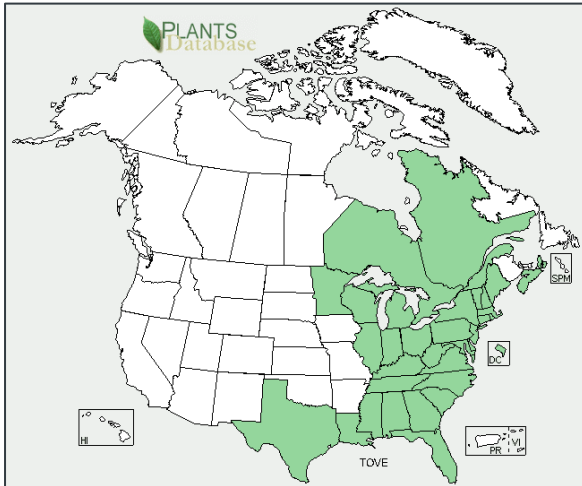 PLANTS
Database
SPM
DC
HI
PR
VI
TOVE